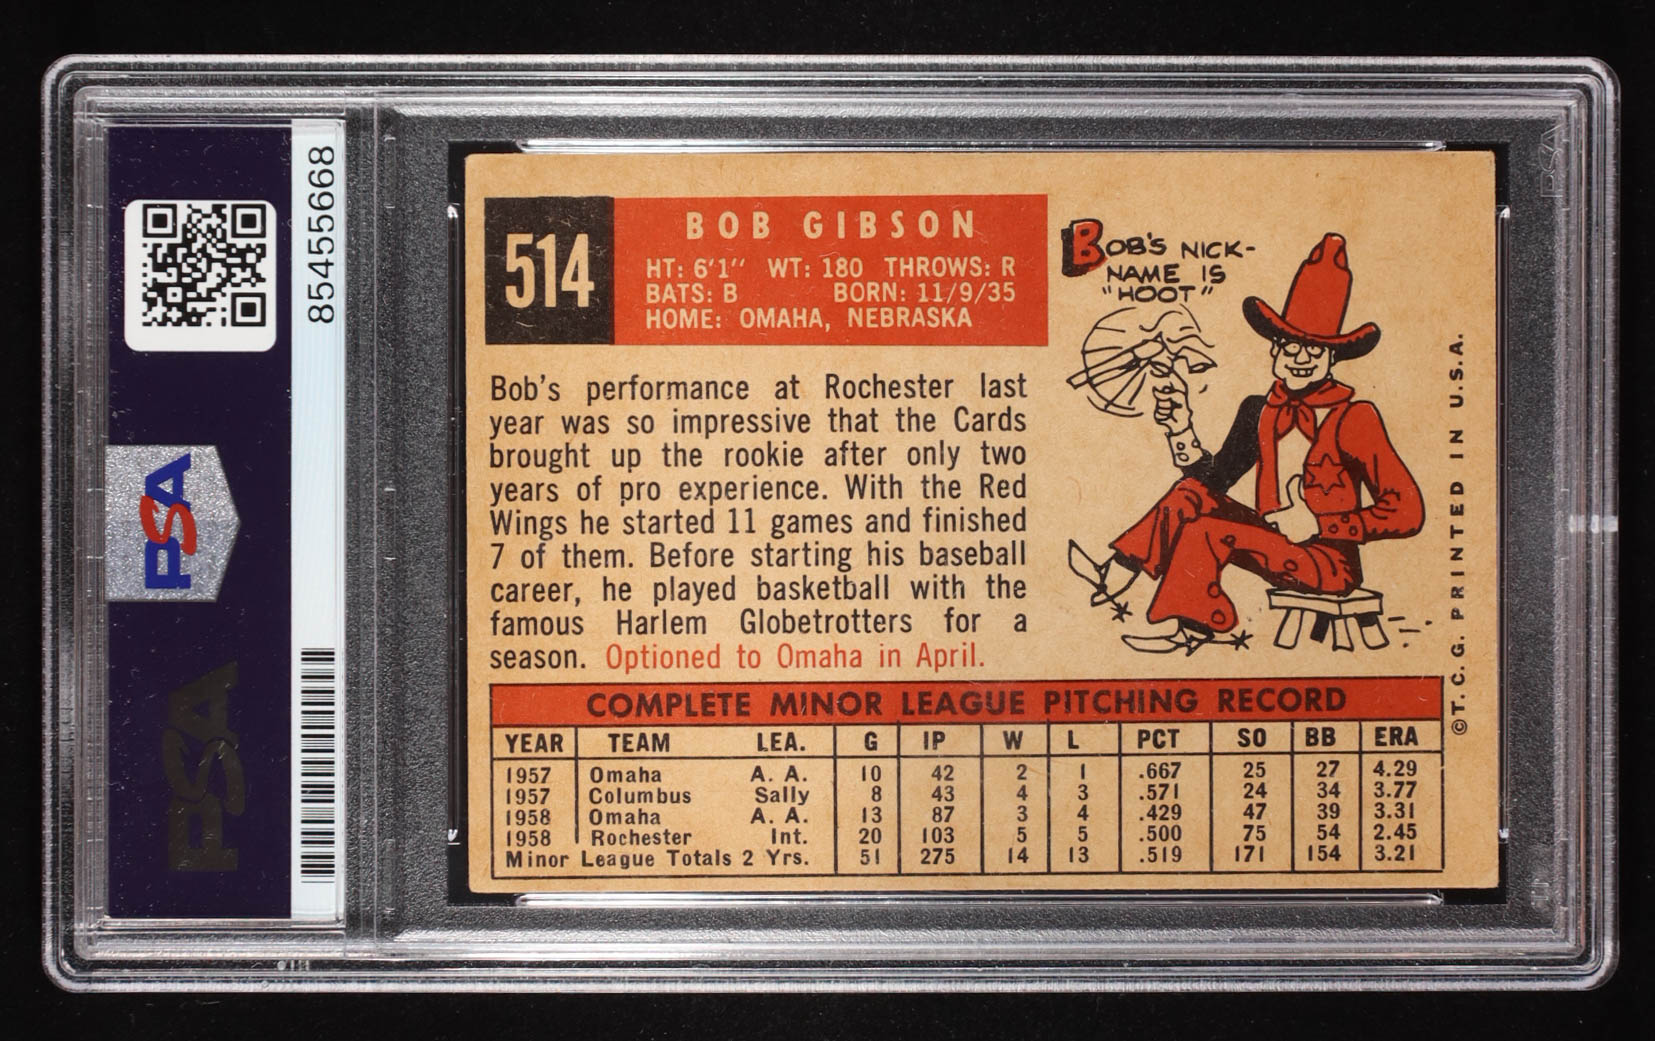 85455668
PSA
PSA
PSA
514
BOB GIBSON
HT: 6'1" WT: 180 THROWS: R
BATS: B BORN: 11/9/35
HOME: OMAHA, NEBRASKA
BOB'S NICK-
NAME IS
"HOOT"
Bob's performance at Rochester last
year was so impressive that the Cards
brought up the rookie after only two
years of pro experience. With the Red
Wings he started 11 games and finished
7 of them. Before starting his baseball
career, he played basketball with the
famous Harlem Globetrotters for a
season. Optioned to Omaha in April.
COMPLETE MINOR LEAGUE PITCHING RECORD
YEAR TEAM LEA. G IP W L PCT SO BB ERA
1957 Omaha A. A. 10 42 2 1 .667 25 27 4.29
1957 Columbus Sally 8 43 4 3 .571 24 34 3.77
1958 Omaha A. A. 13 87 3 4 .429 47 39 3.31
1958 Rochester Int. 20 103 5 5 .500 75 54 2.45
Minor League Totals 2 Yrs. 51 275 14 13 .519 171 154 3.21
©T. C. G. PRINTED IN U.S.A.